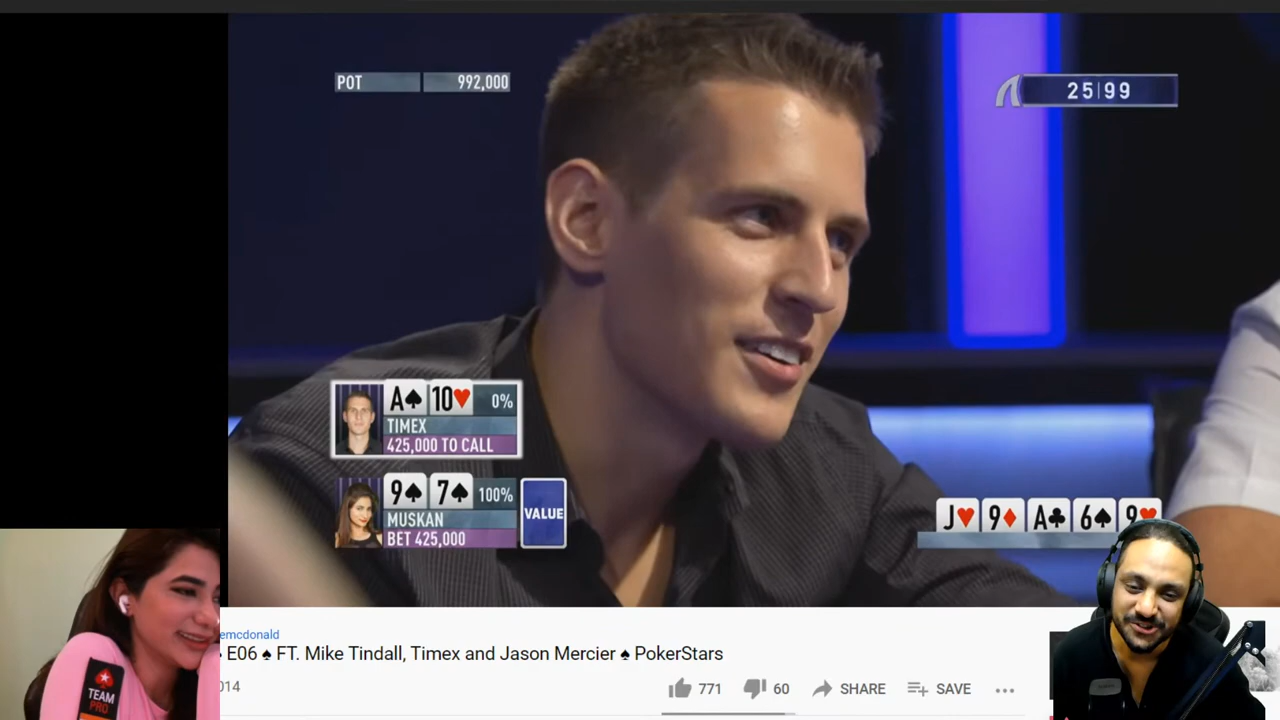 POT 992,000
25|99
A♠ 10♥ 0%
TIMEX
425,000 TO CALL
9♠ 7♠ 100%
MUSKAN
BET 425,000
VALUE
J♥ 9♦ A♣ 6♠ 9♥
emcdonald
E06 ♠ FT. Mike Tindall, Timex and Jason Mercier ♠ PokerStars
014
771 60 SHARE SAVE
TEAM
PRO